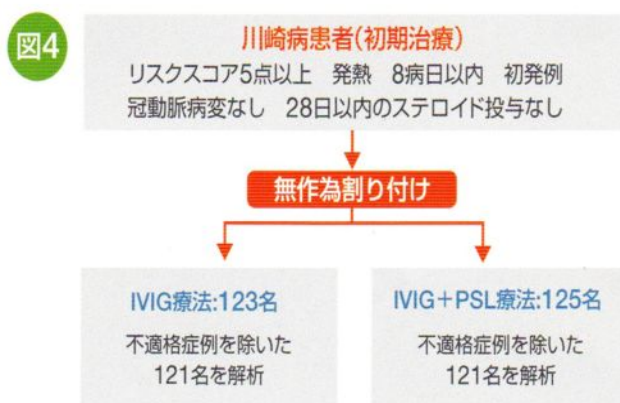 図4
川崎病患者(初期治療)
リスクスコア5点以上 発熱 8病日以内 初発例
冠動脈病変なし 28日以内のステロイド投与なし
無作為割り付け
IVIG療法:123名
不適格症例を除いた
121名を解析
IVIG+PSL療法:125名
不適格症例を除いた
121名を解析